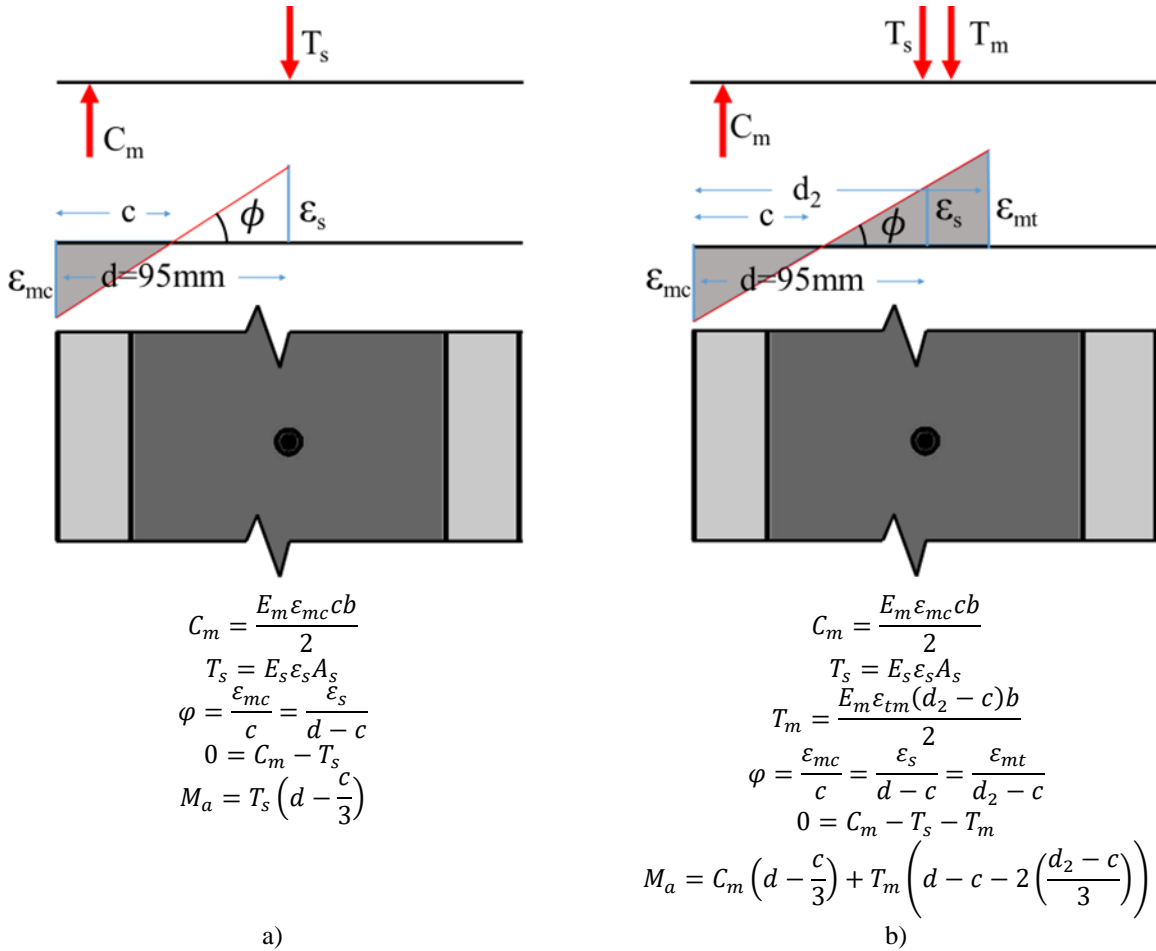 T_s
C_m
c
ϕ
ε_s
ε_mc
d=95mm
C_m = E_m ε_mc cb / 2
T_s = E_s ε_s A_s
φ = ε_mc / c = ε_s / (d − c)
0 = C_m − T_s
M_a = T_s (d − c/3)
a)
T_s T_m
C_m
d_2
c
ϕ
ε_s
ε_mt
ε_mc
d=95mm
C_m = E_m ε_mc cb / 2
T_s = E_s ε_s A_s
T_m = E_m ε_tm (d_2 − c)b / 2
φ = ε_mc / c = ε_s / (d − c) = ε_mt / (d_2 − c)
0 = C_m − T_s − T_m
M_a = C_m (d − c/3) + T_m (d − c − 2((d_2 − c)/3))
b)